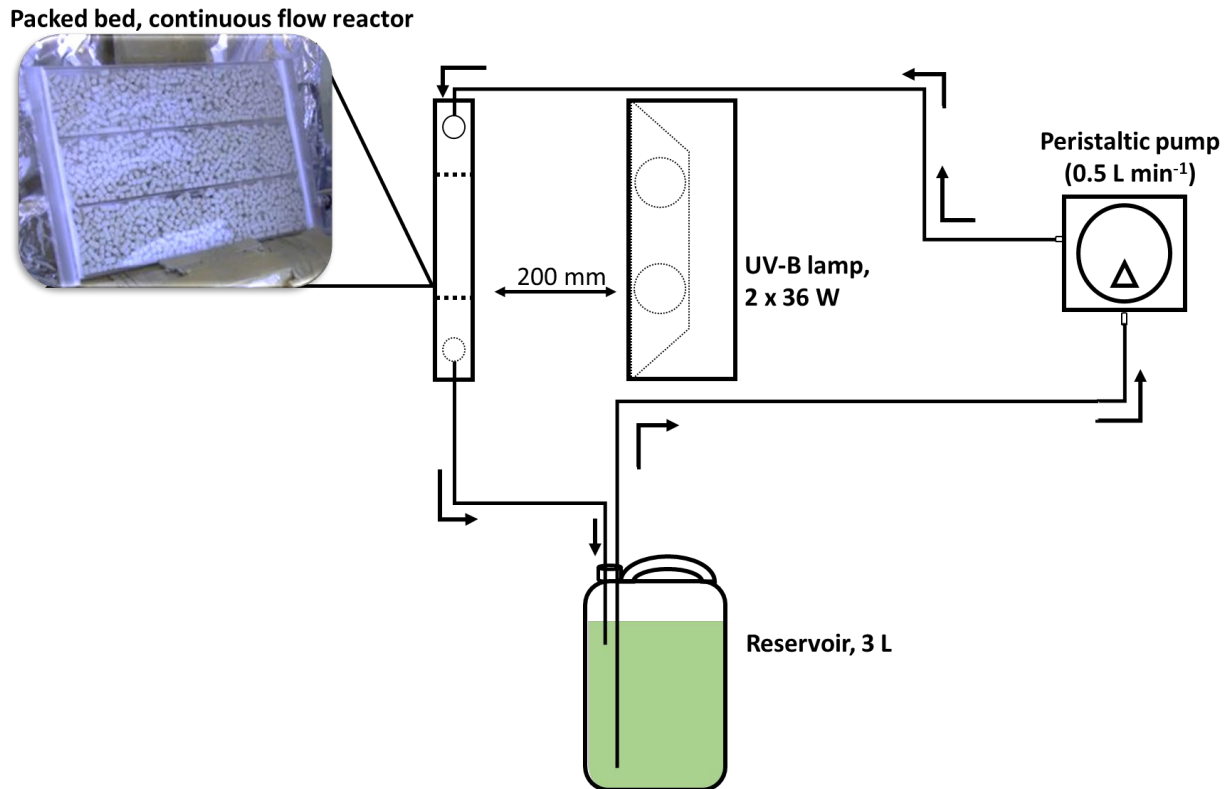 Packed bed, continuous flow reactor
Peristaltic pump
(0.5 L min⁻¹)
200 mm
UV-B lamp,
2 x 36 W
Reservoir, 3 L